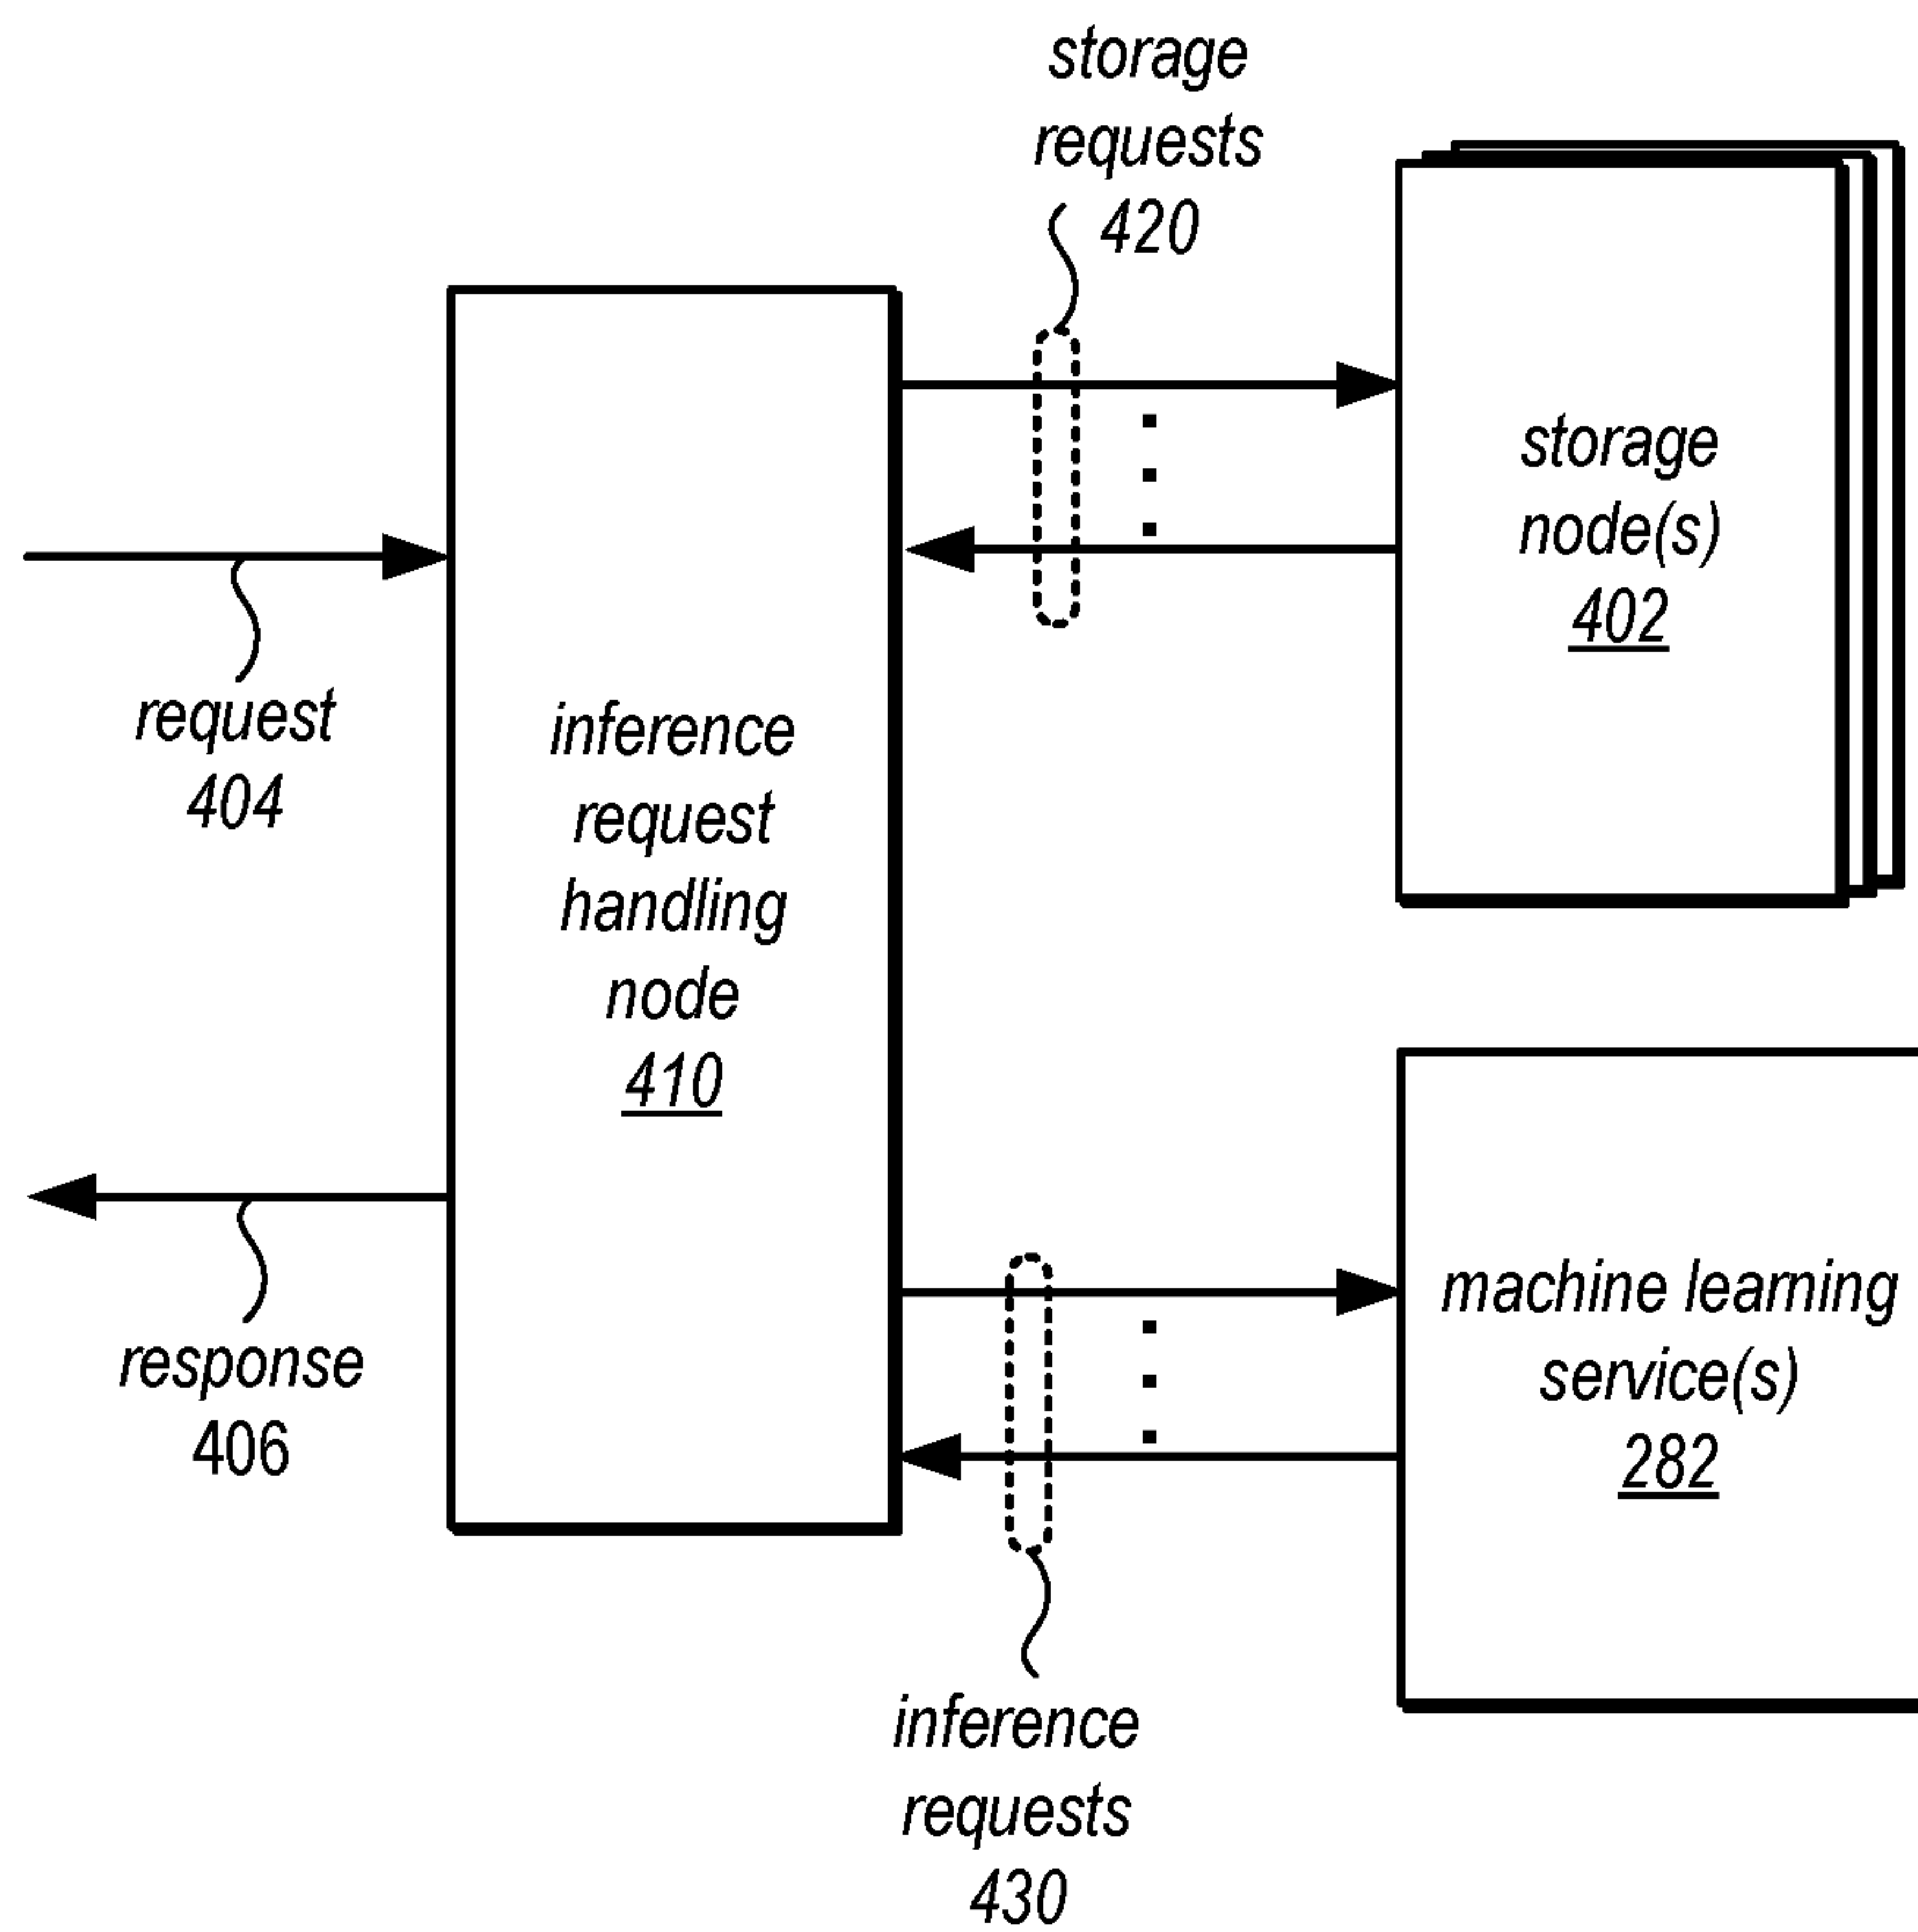 storage
requests
420
storage
node(s)
402
request
404
inference
request
handling
node
410
response
406
machine learning
service(s)
282
inference
requests
430